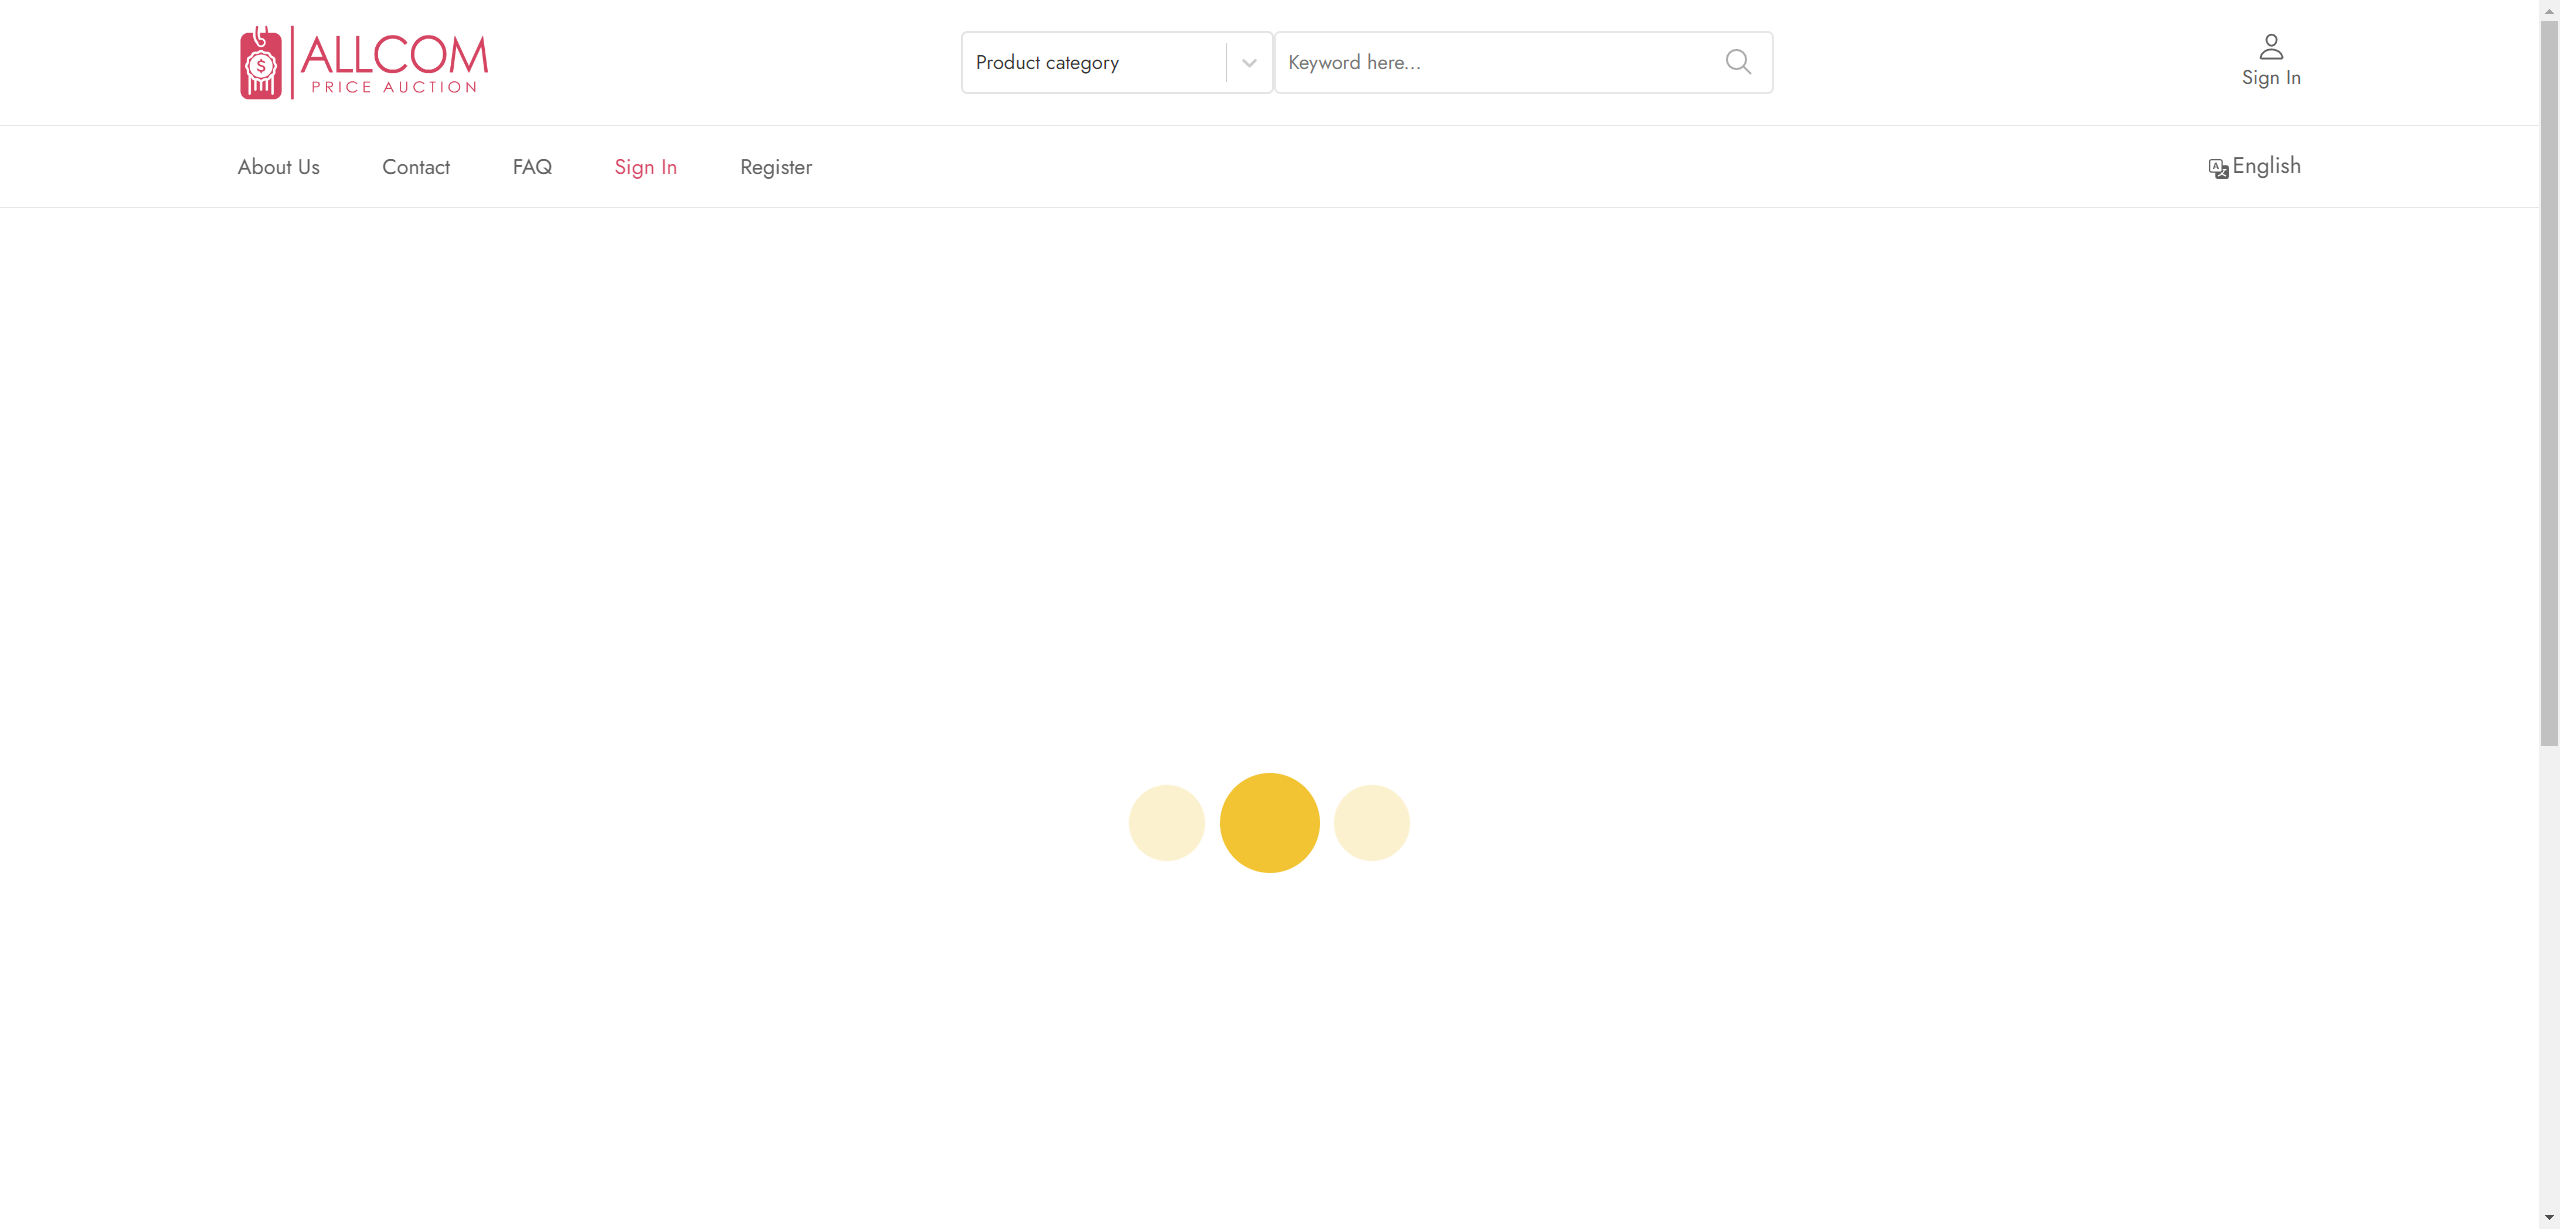 ALLCOM
PRICE AUCTION
Product category
Keyword here...
Sign In
About Us
Contact
FAQ
Sign In
Register
English